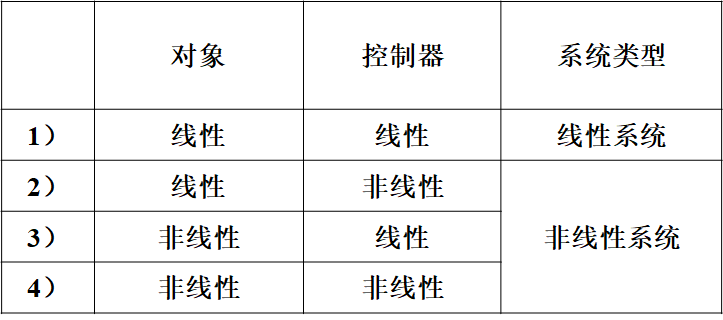 对象 控制器 系统类型
1） 线性 线性 线性系统
2） 线性 非线性
3） 非线性 线性 非线性系统
4） 非线性 非线性